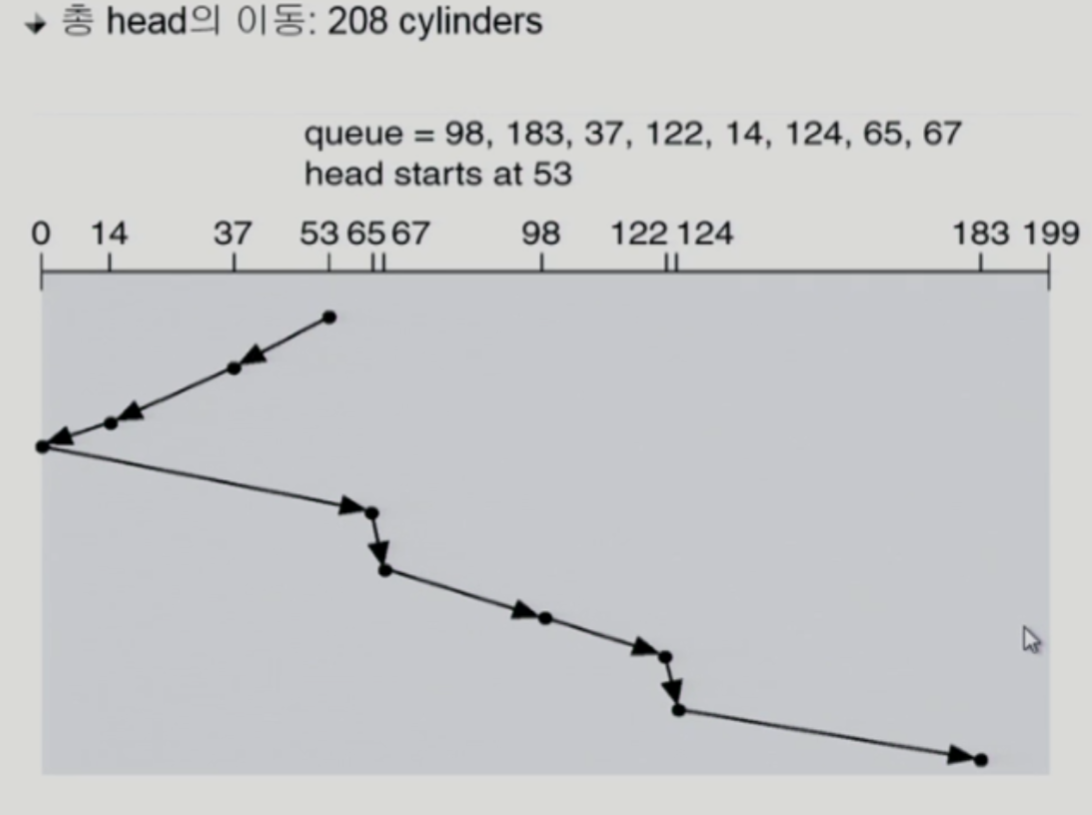 총 head의 이동: 208 cylinders
queue = 98, 183, 37, 122, 14, 124, 65, 67
head starts at 53
0 14 37 53 65 67 98 122 124 183 199